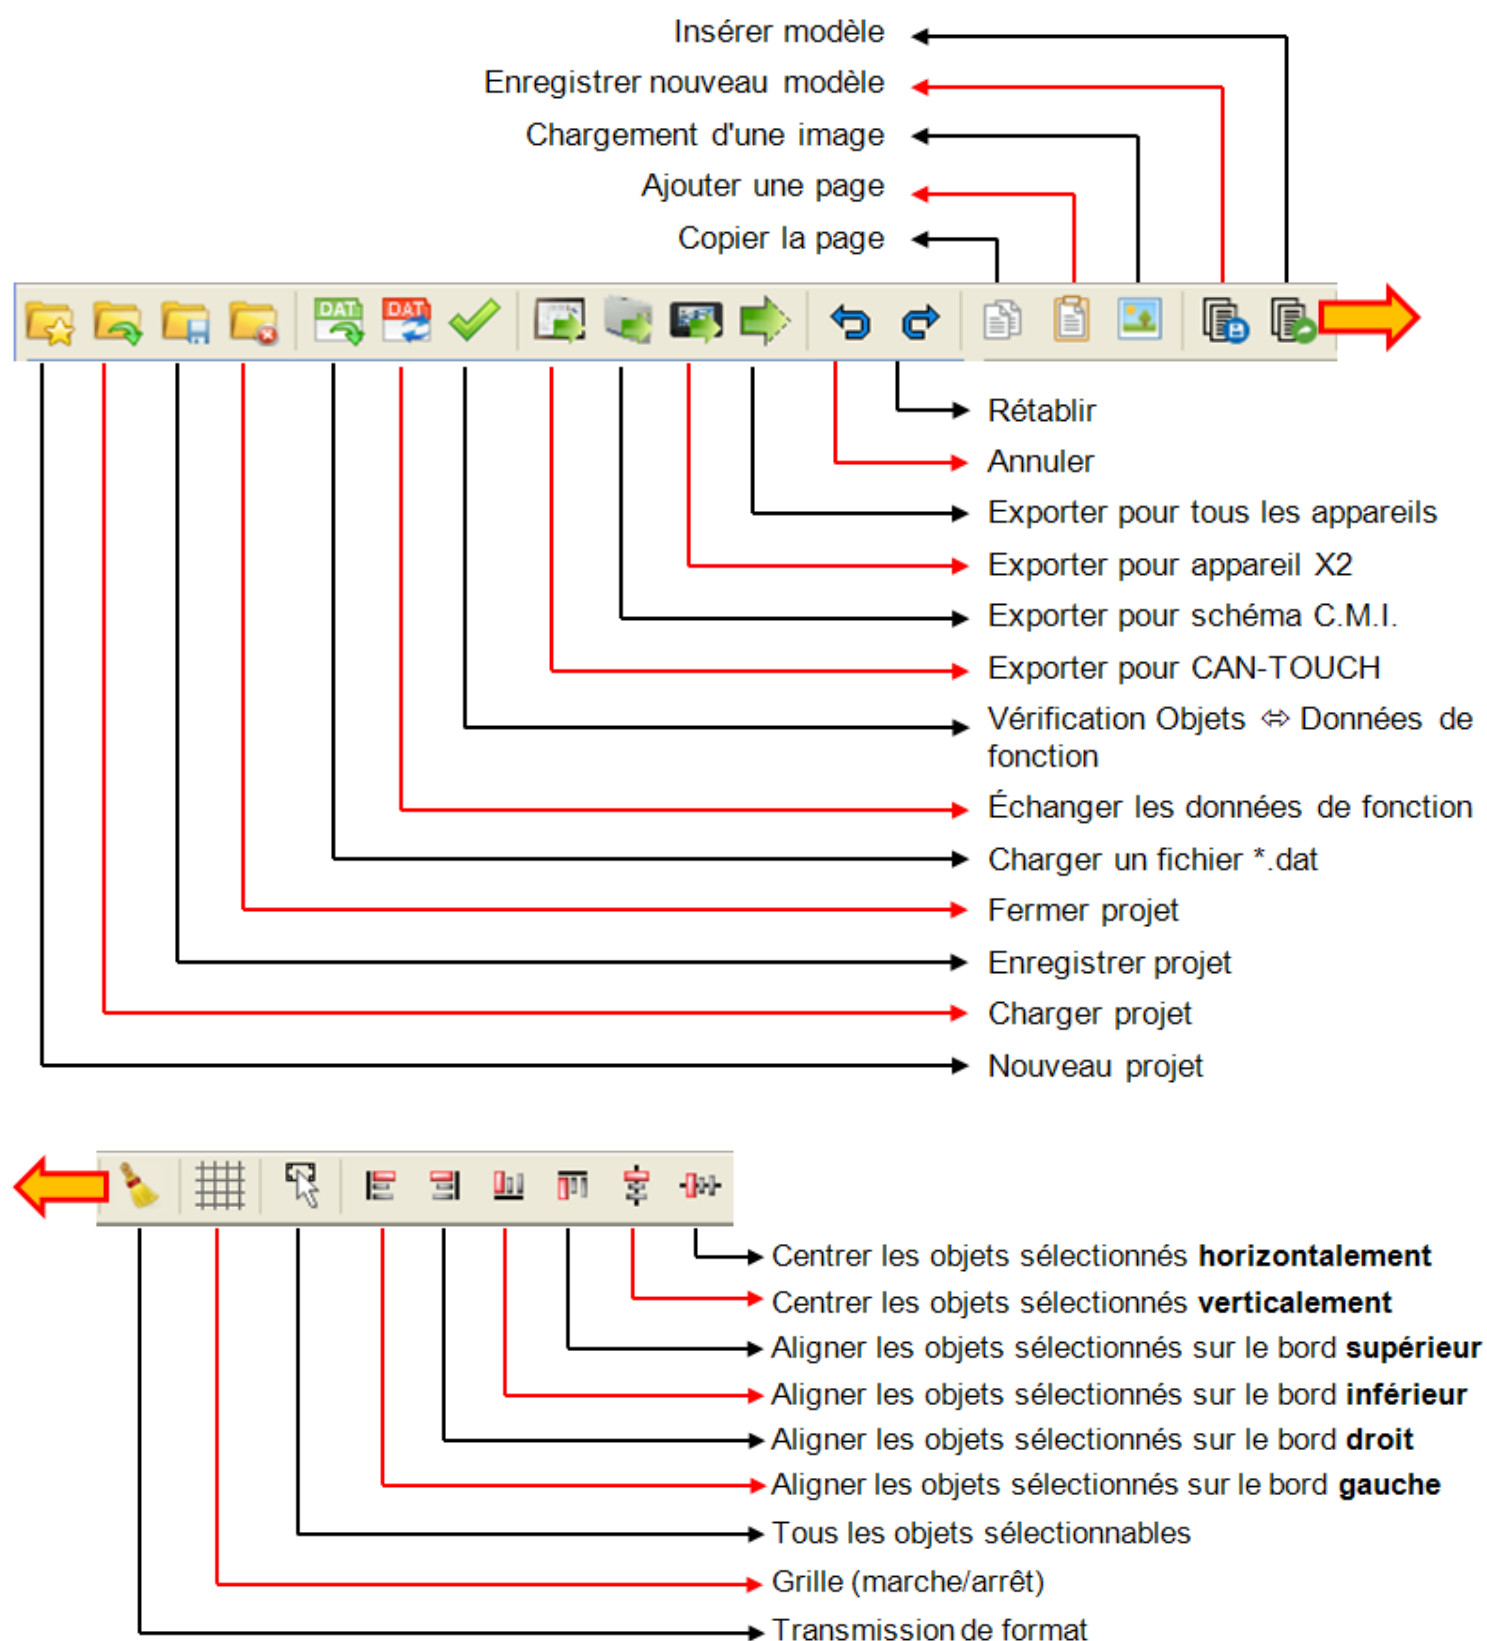 Insérer modèle
Enregistrer nouveau modèle
Chargement d'une image
Ajouter une page
Copier la page
DAT DAT
Rétablir
Annuler
Exporter pour tous les appareils
Exporter pour appareil X2
Exporter pour schéma C.M.I.
Exporter pour CAN-TOUCH
Vérification Objets ⬄ Données de
fonction
Échanger les données de fonction
Charger un fichier *.dat
Fermer projet
Enregistrer projet
Charger projet
Nouveau projet
Centrer les objets sélectionnés horizontalement
Centrer les objets sélectionnés verticalement
Aligner les objets sélectionnés sur le bord supérieur
Aligner les objets sélectionnés sur le bord inférieur
Aligner les objets sélectionnés sur le bord droit
Aligner les objets sélectionnés sur le bord gauche
Tous les objets sélectionnables
Grille (marche/arrêt)
Transmission de format